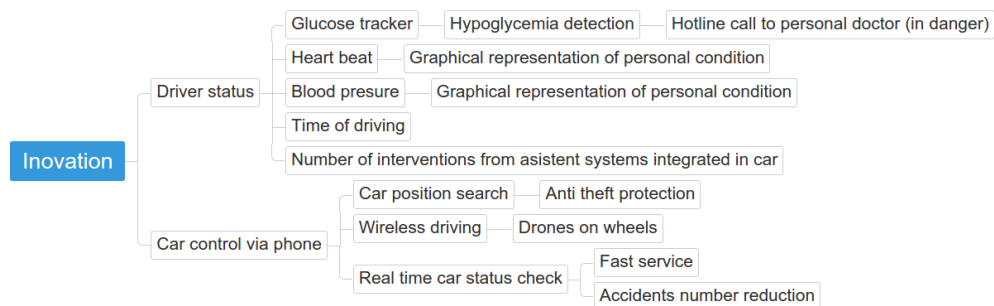 Glucose tracker
Hypoglycemia detection
Hotline call to personal doctor (in danger)
Heart beat
Graphical representation of personal condition
Driver status
Blood presure
Graphical representation of personal condition
Time of driving
Inovation
Number of interventions from asistent systems integrated in car
Car position search
Anti theft protection
Wireless driving
Drones on wheels
Car control via phone
Fast service
Real time car status check
Accidents number reduction